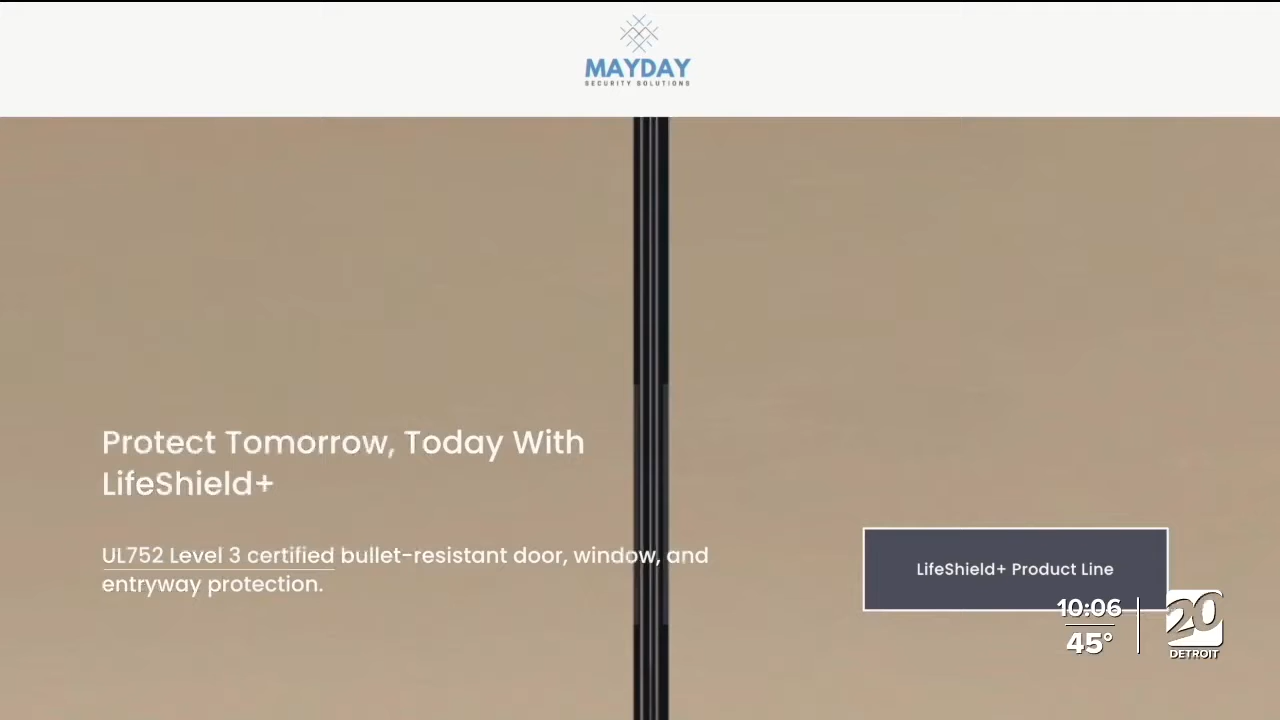 MAYDAY
SECURITY SOLUTIONS
Protect Tomorrow, Today With
LifeShield+
UL752 Level 3 certified bullet-resistant door, window, and
entryway protection.
LifeShield+ Product Line
10:06
45°
20
DETROIT